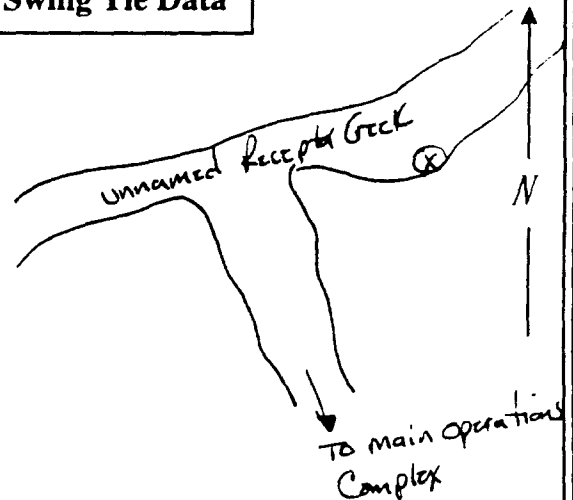 Swing Tie Data
unnamed Receptor Creek
X
N
To main operations
Complex